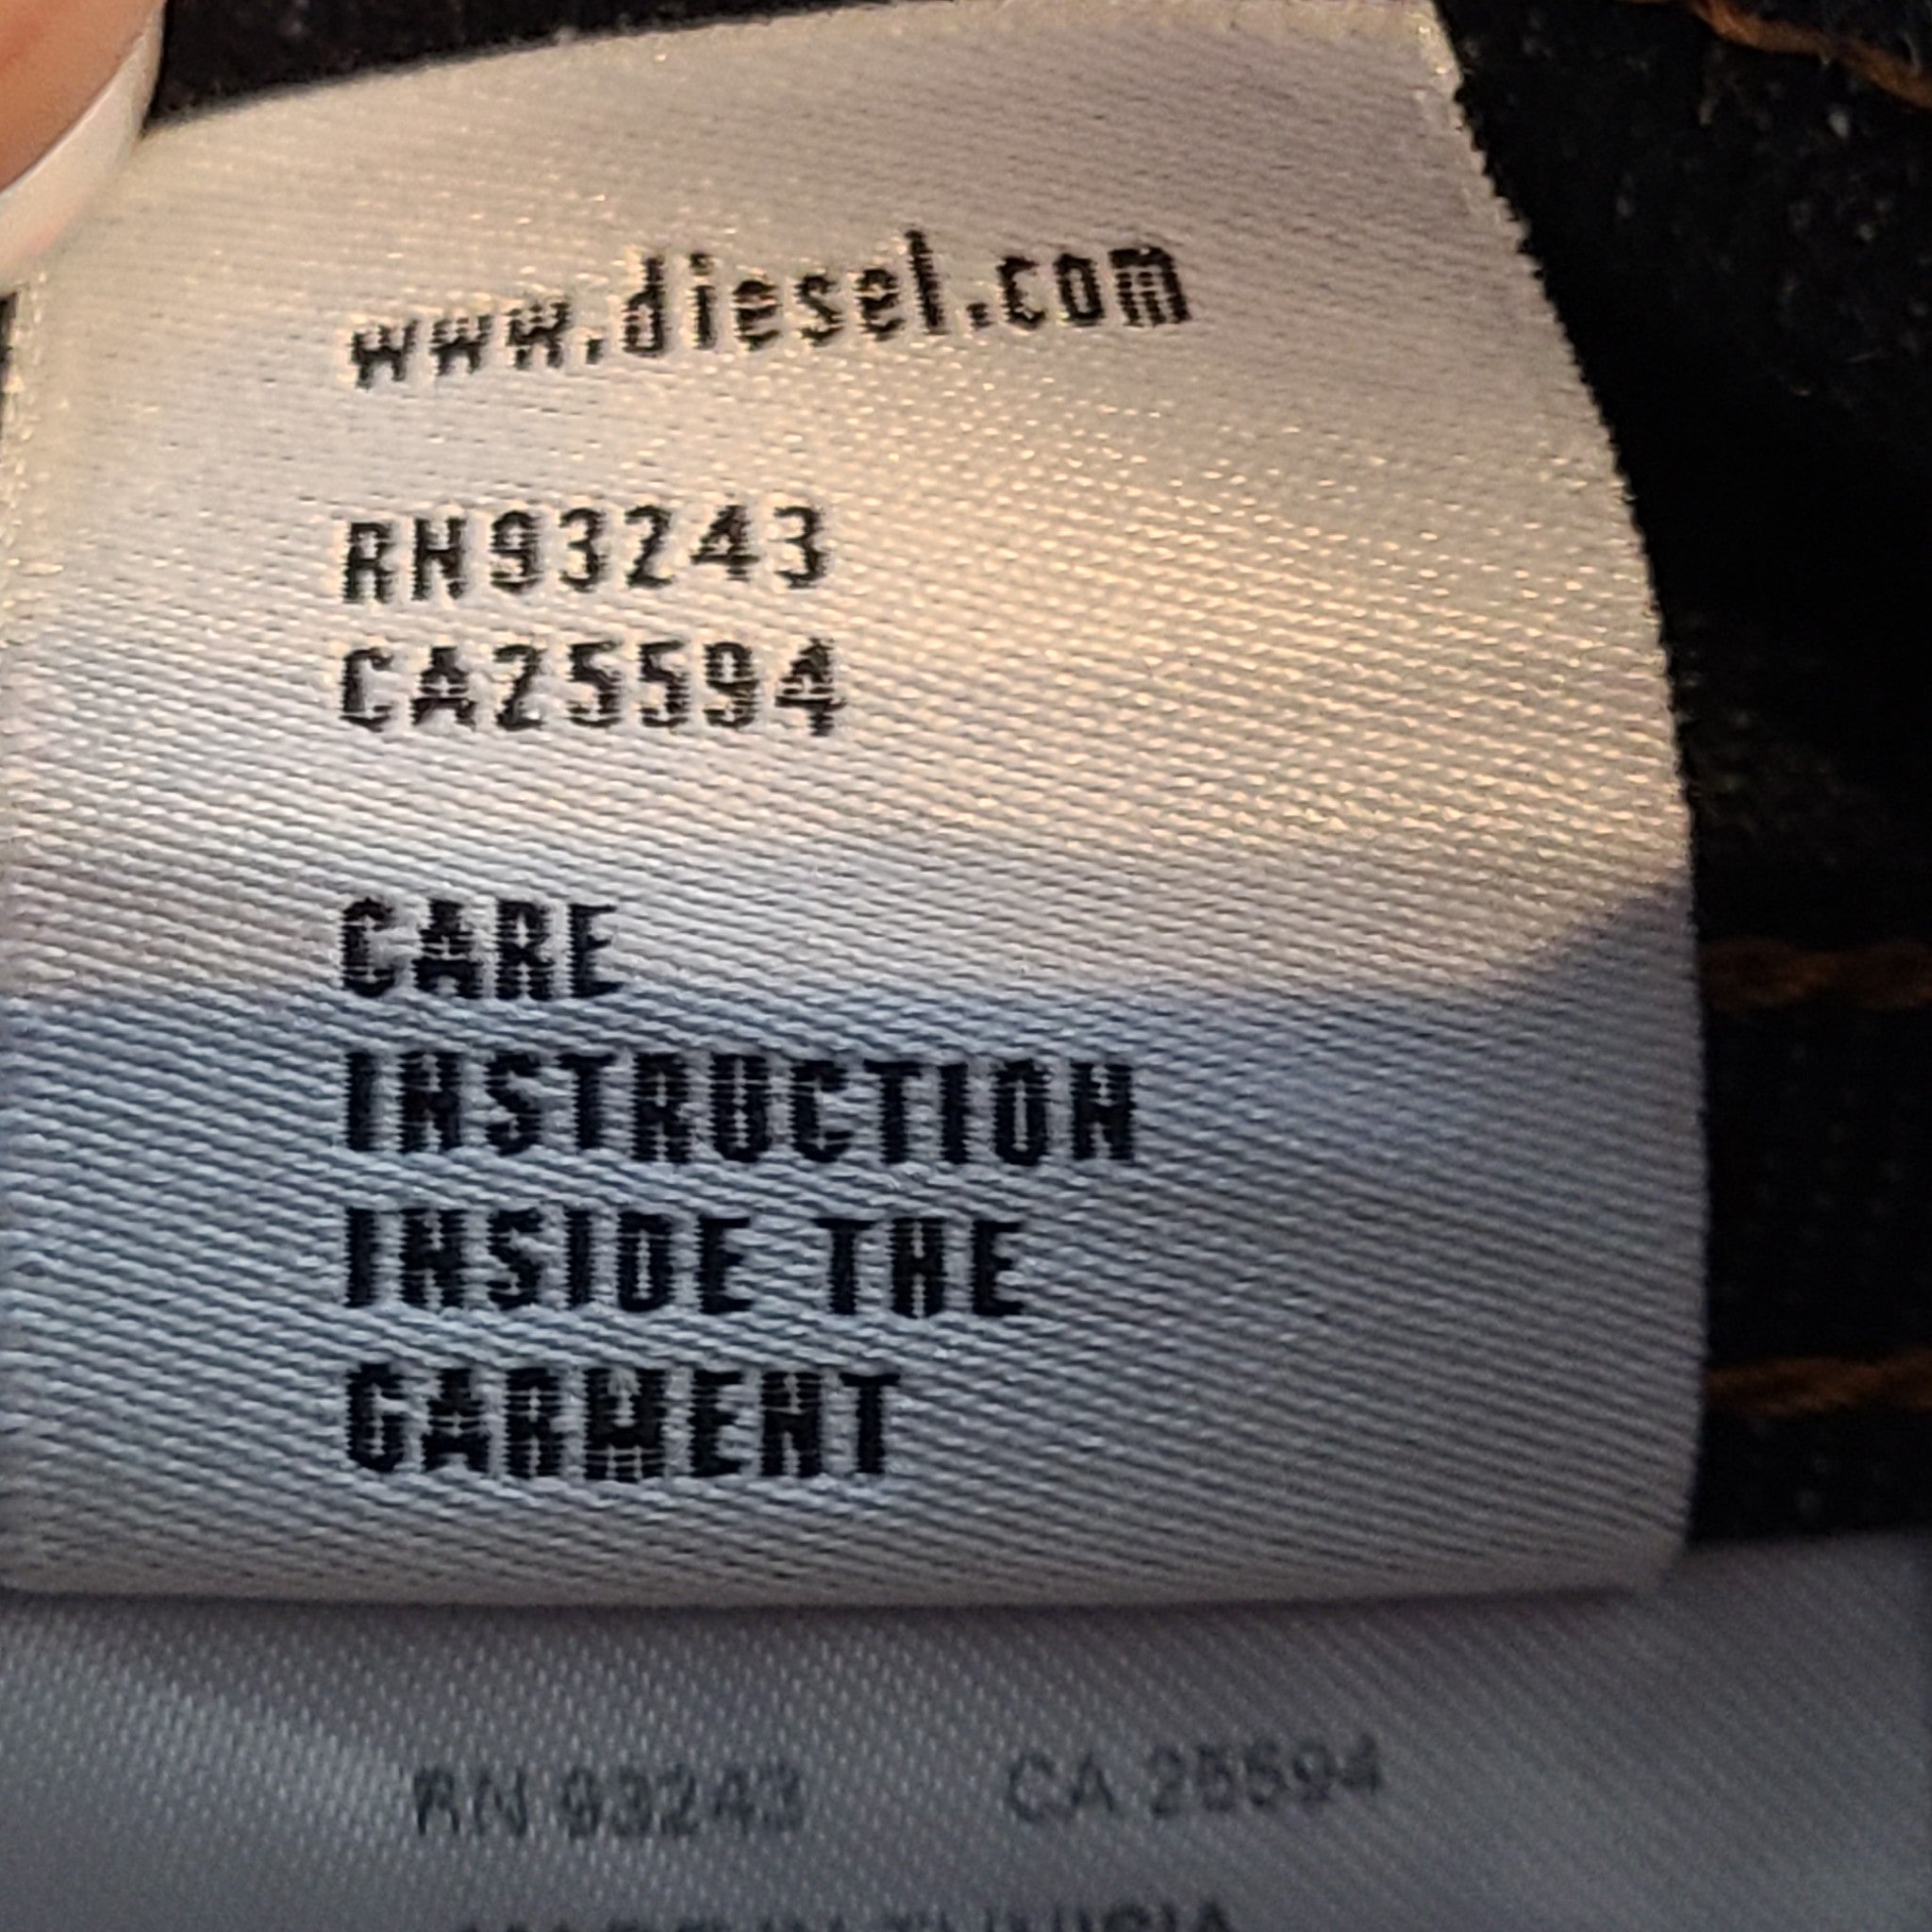 www.diesel.com
RN93243
CA25594
CARE
INSTRUCTION
INSIDE THE
GARMENT
RN 93243 CA 25594